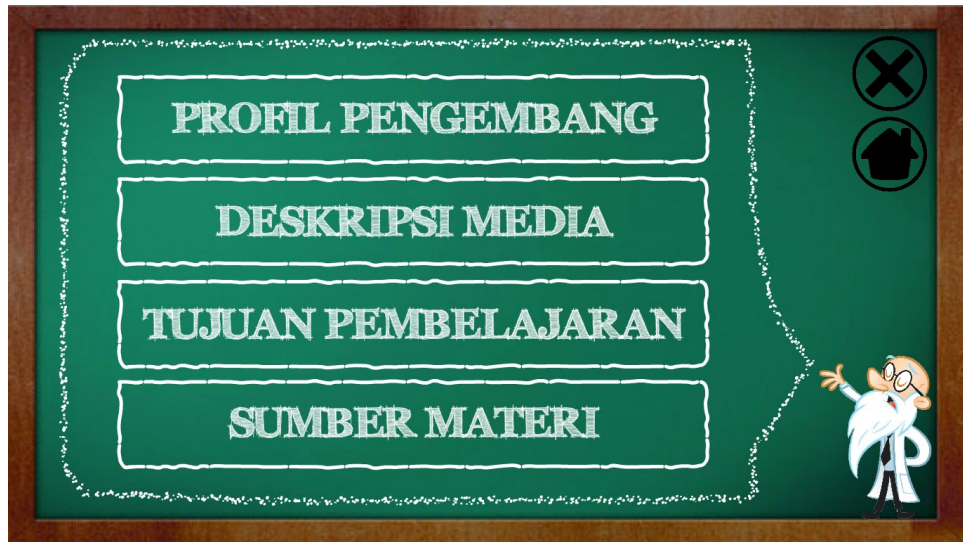 PROFIL PENGEMBANG
DESKRIPSI MEDIA
TUJUAN PEMBELAJARAN
SUMBER MATERI